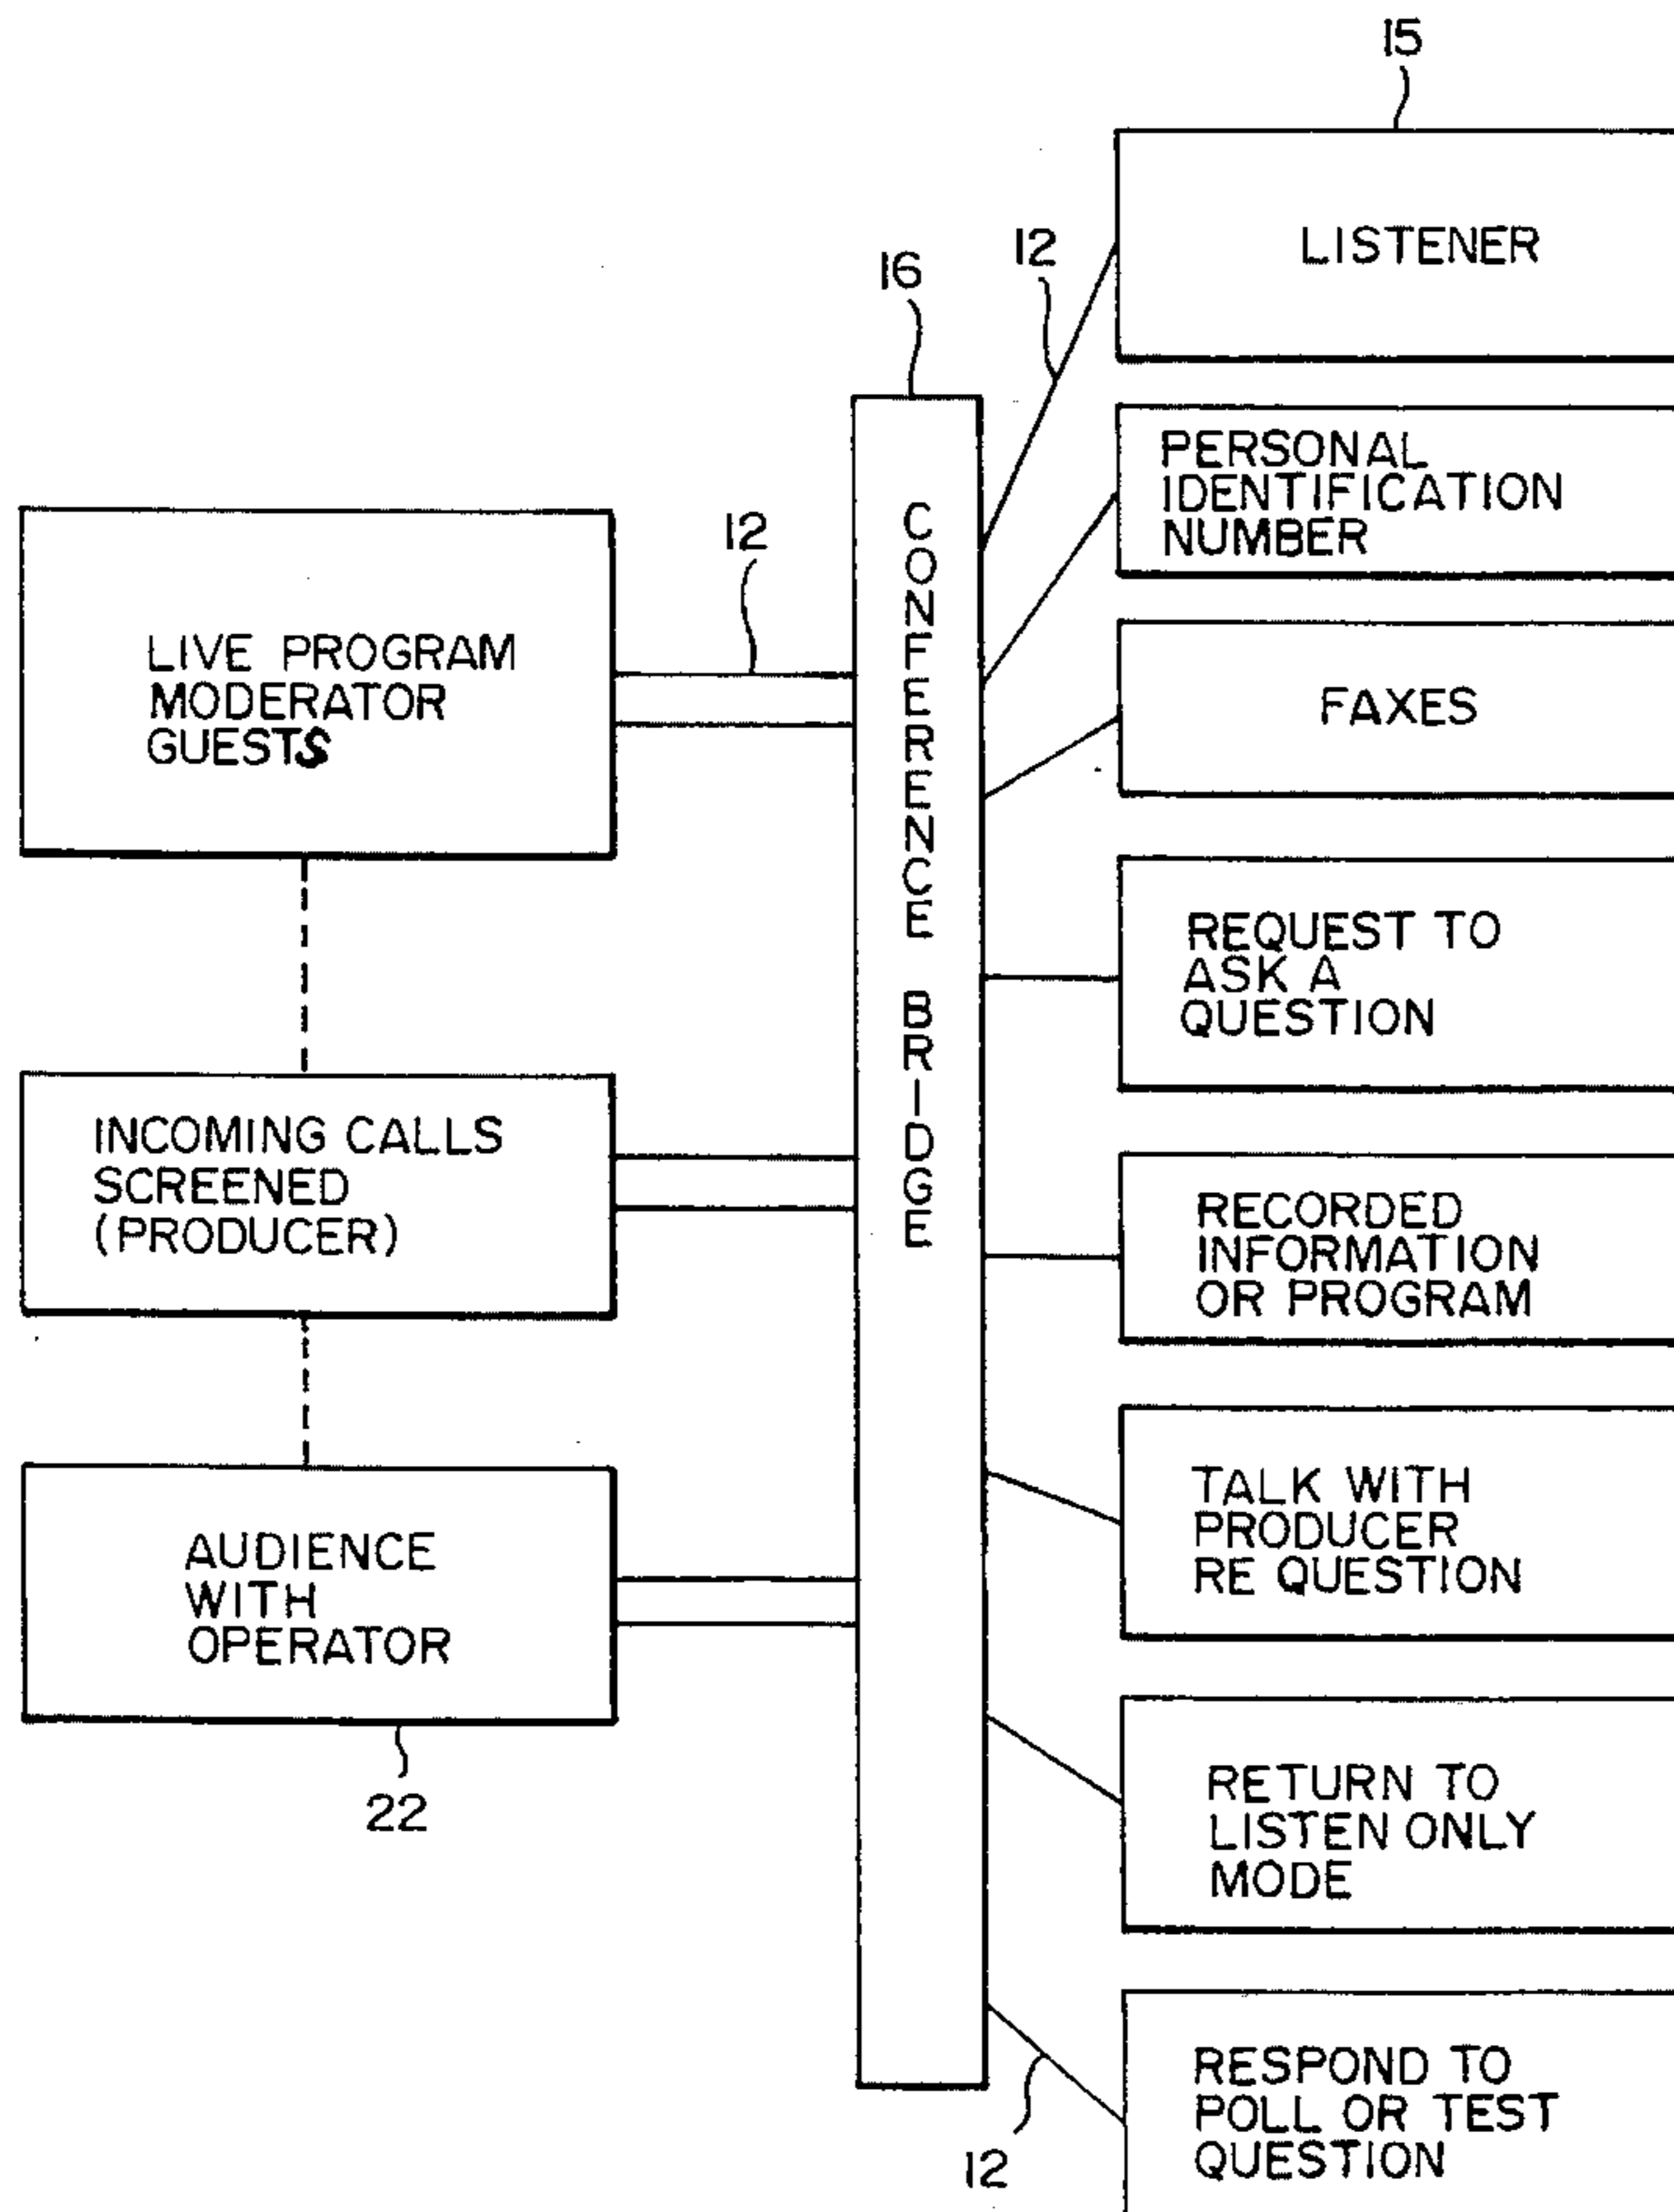 15
LISTENER
12
16
PERSONAL
IDENTIFICATION
NUMBER
12
LIVE PROGRAM
MODERATOR
GUESTS
CONFERENCE BRIDGE
FAXES
REQUEST TO
ASK A
QUESTION
INCOMING CALLS
SCREENED
(PRODUCER)
RECORDED
INFORMATION
OR PROGRAM
AUDIENCE
WITH
OPERATOR
22
TALK WITH
PRODUCER
RE QUESTION
RETURN TO
LISTEN ONLY
MODE
RESPOND TO
POLL OR TEST
QUESTION
12